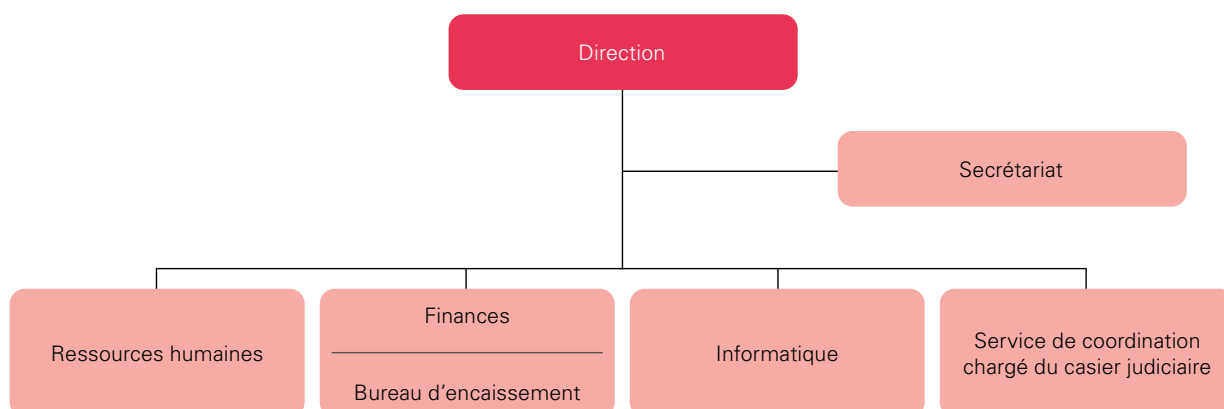 Direction
Secrétariat
Ressources humaines
Finances
Bureau d’encaissement
Informatique
Service de coordination
chargé du casier judiciaire